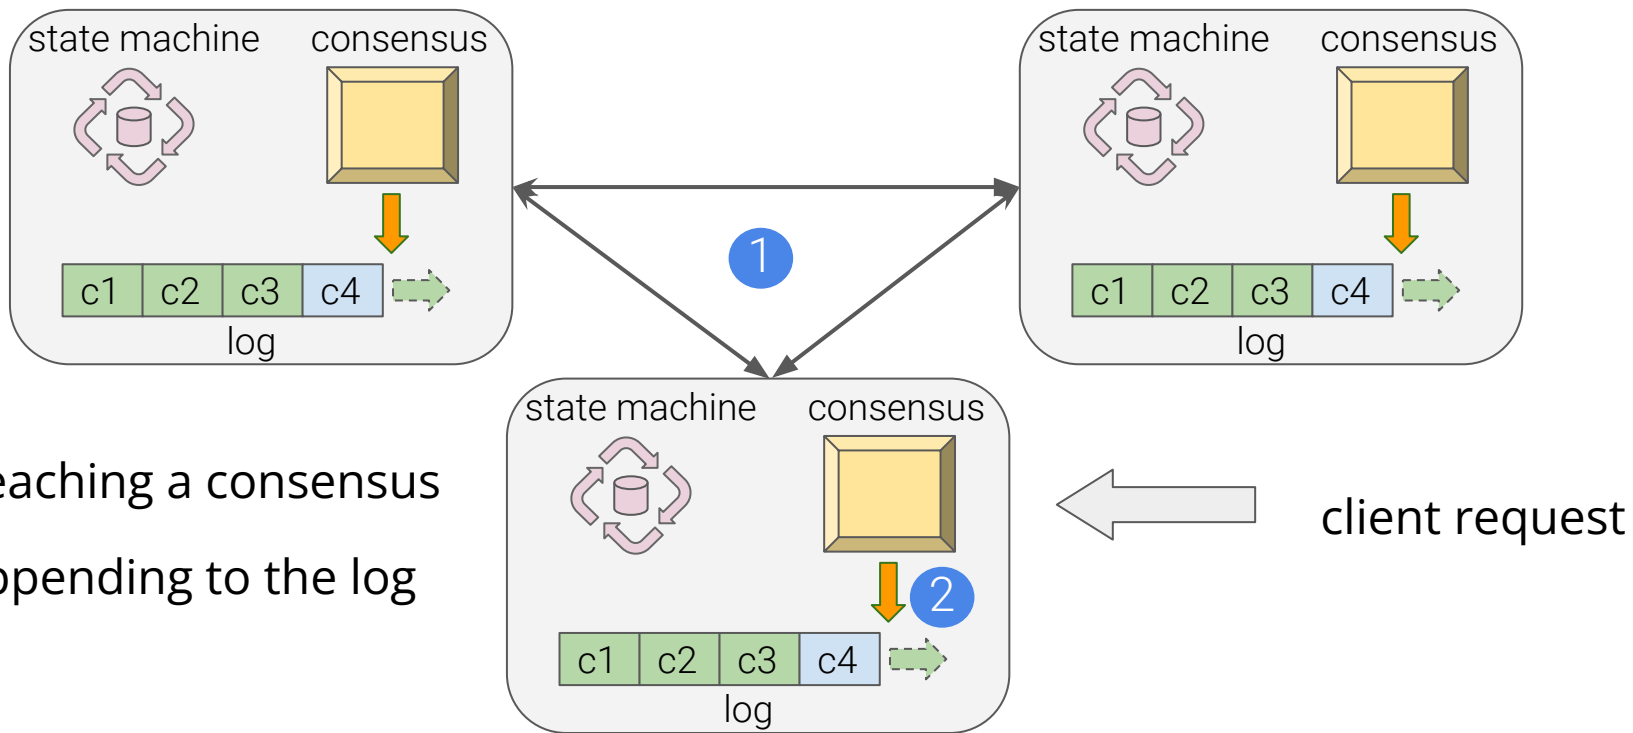 state machine consensus
c1 c2 c3 c4
log
state machine consensus
c1 c2 c3 c4
log
1
state machine consensus
2
c1 c2 c3 c4
log
eaching a consensus
ppending to the log
client request